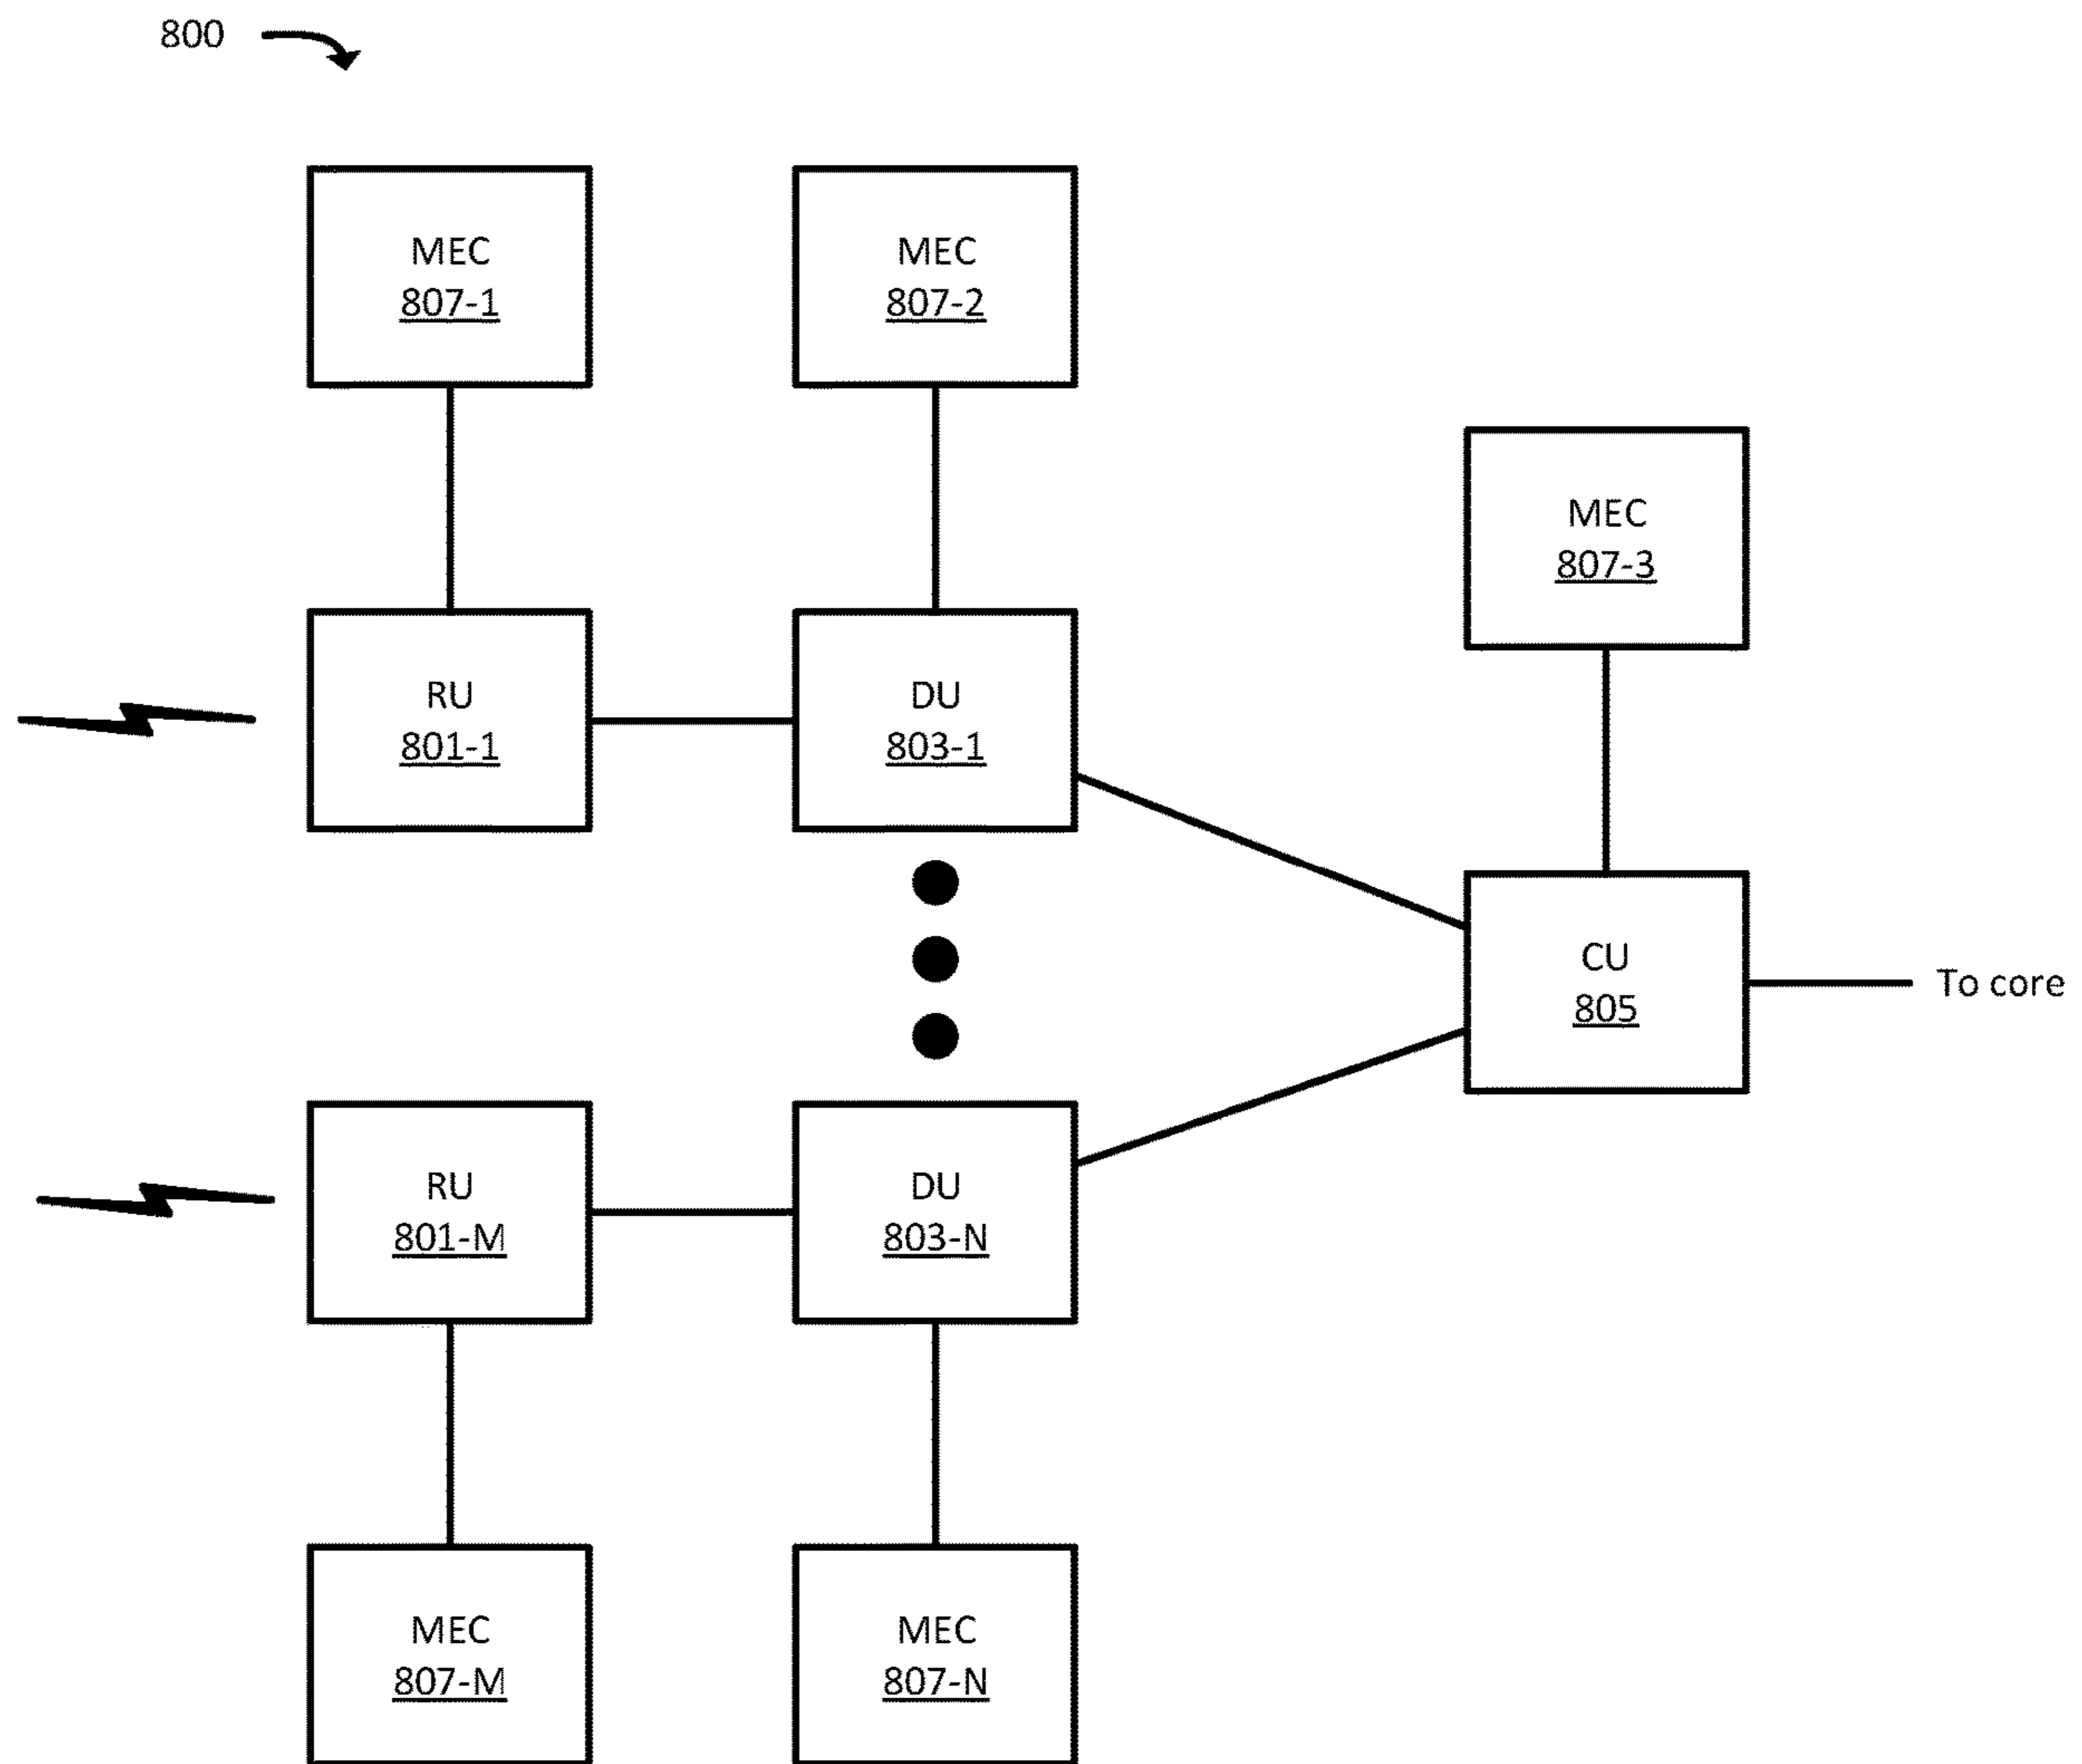 800
MEC
807-1
MEC
807-2
MEC
807-3
RU
801-1
DU
803-1
CU
805
To core
RU
801-M
DU
803-N
MEC
807-M
MEC
807-N